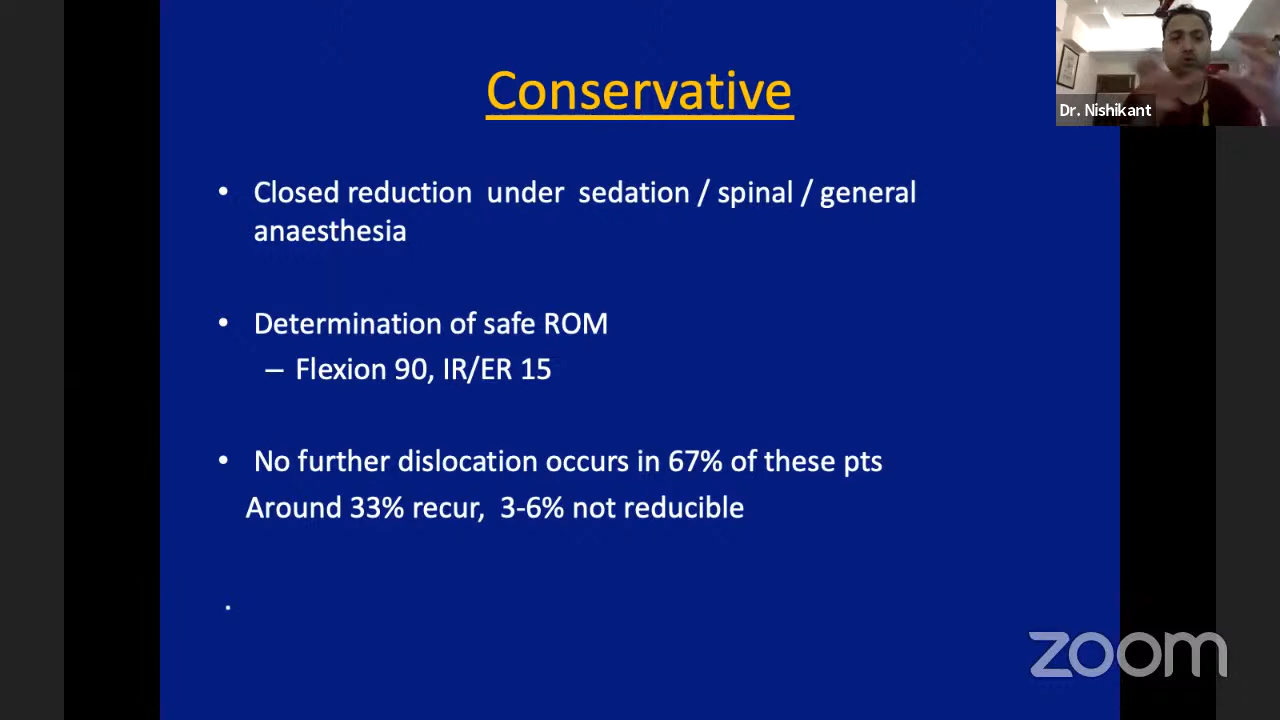 Conservative
Dr. Nishikant
• Closed reduction under sedation / spinal / general
anaesthesia
• Determination of safe ROM
– Flexion 90, IR/ER 15
• No further dislocation occurs in 67% of these pts
Around 33% recur, 3-6% not reducible
.
zoom